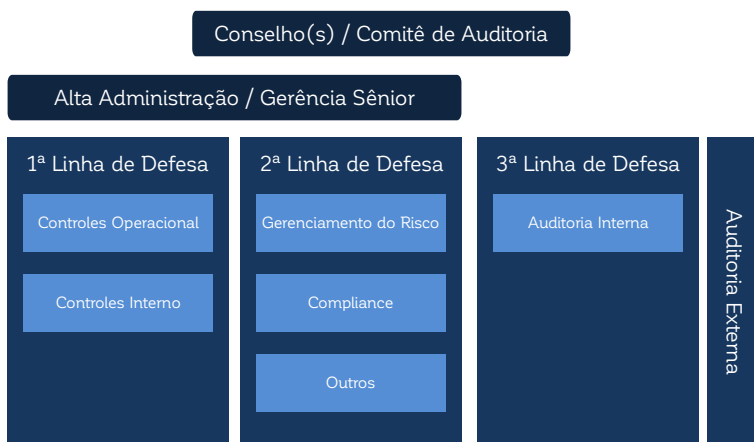 Conselho(s) / Comitê de Auditoria
Alta Administração / Gerência Sênior
1ª Linha de Defesa
Controles Operacional
Controles Interno
2ª Linha de Defesa
Gerenciamento do Risco
Compliance
Outros
3ª Linha de Defesa
Auditoria Interna
Auditoria Externa